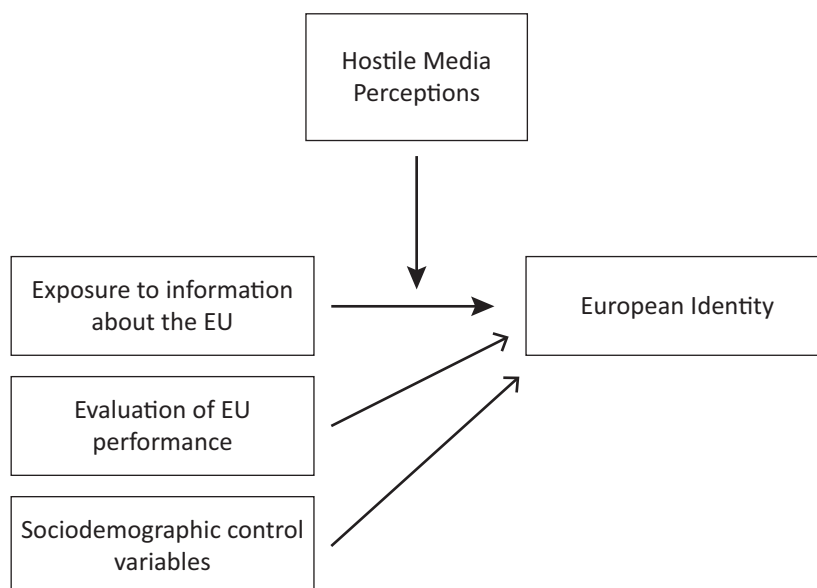 Hostile Media
Perceptions
Exposure to information
about the EU
European Identity
Evaluation of EU
performance
Sociodemographic control
variables